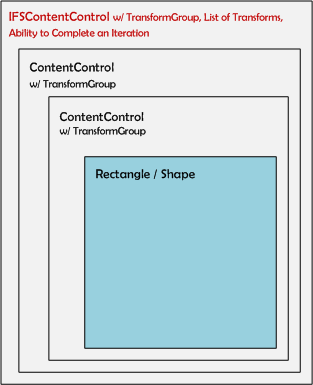 IFSContentControl w/ TransformGroup, List of Transforms,
Ability to Complete an Iteration
ContentControl
w/ TransformGroup
ContentControl
w/ TransformGroup
Rectangle / Shape